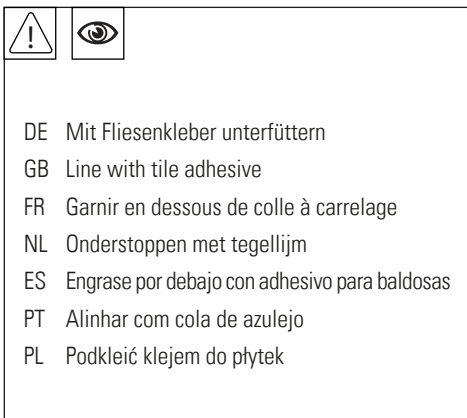 DE Mit Fliesenkleber unterfüttern
GB Line with tile adhesive
FR Garnir en dessous de colle à carrelage
NL Onderstoppen met tegellijm
ES Engrase por debajo con adhesivo para baldosas
PT Alinhar com cola de azulejo
PL Podkleić klejem do płytek